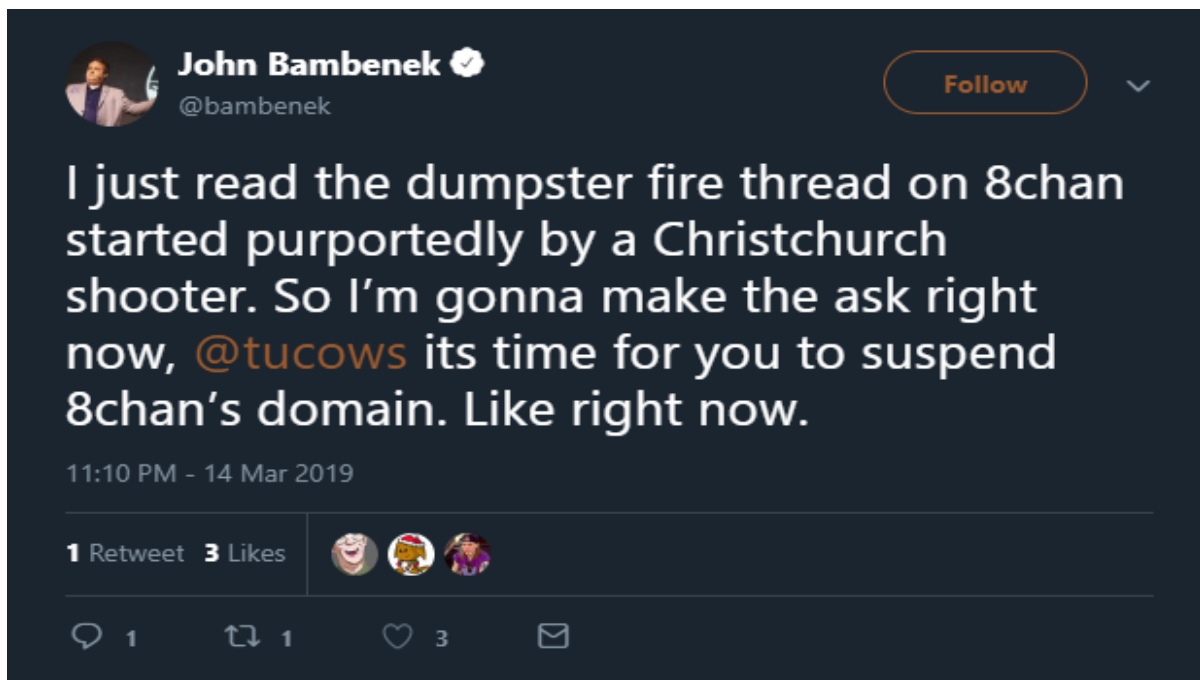 John Bambenek
@bambenek
Follow
I just read the dumpster fire thread on 8chan
started purportedly by a Christchurch
shooter. So I’m gonna make the ask right
now, @tucows its time for you to suspend
8chan’s domain. Like right now.
11:10 PM - 14 Mar 2019
1 Retweet 3 Likes
1 1 3